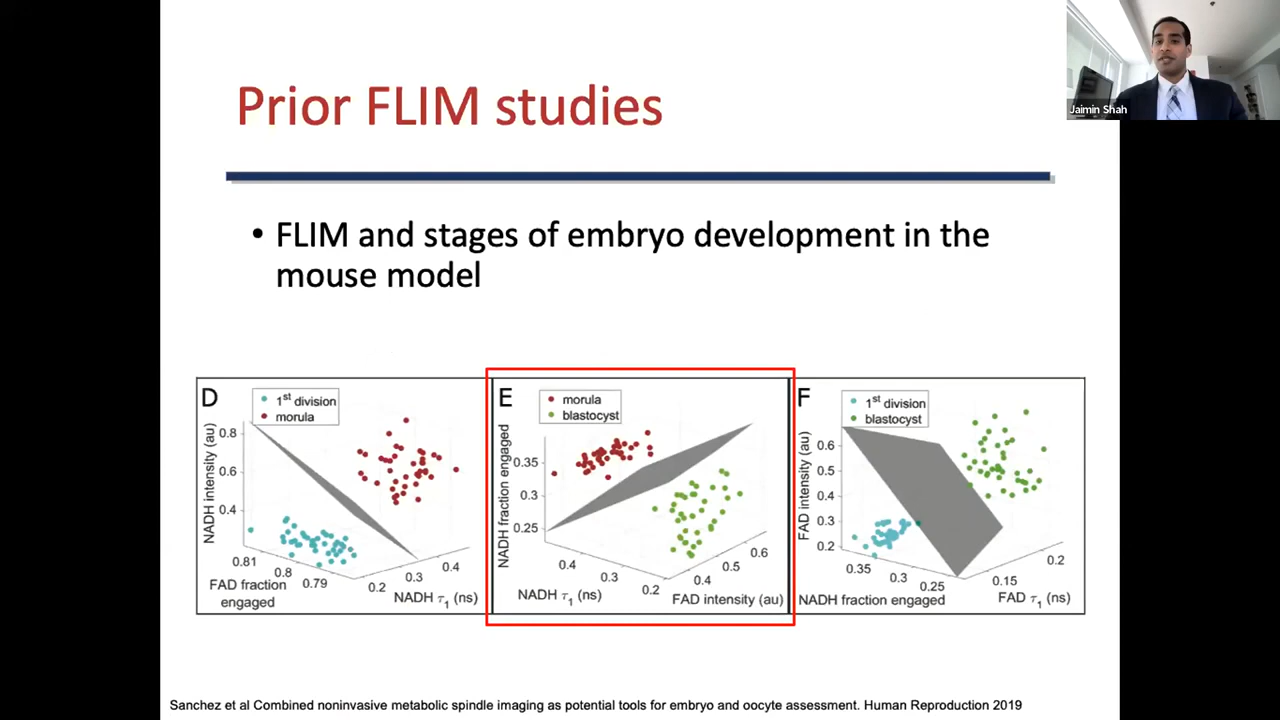 Jaimin Shah
Prior FLIM studies
• FLIM and stages of embryo development in the
mouse model
D
1st division
morula
NADH intensity (au)
0.8
0.6
0.4
0.81
0.8
0.79
FAD fraction
engaged
0.2
0.3
0.4
NADH τ1 (ns)
E
morula
blastocyst
NADH fraction engaged
0.35
0.3
0.25
0.4
0.3
0.2
NADH τ1 (ns)
0.4
0.5
0.6
FAD intensity (au)
F
1st division
blastocyst
FAD intensity (au)
0.6
0.5
0.4
0.3
0.2
0.35
0.3
0.25
NADH fraction engaged
0.15
0.2
FAD τ1 (ns)
Sanchez et al Combined noninvasive metabolic spindle imaging as potential tools for embryo and oocyte assessment. Human Reproduction 2019